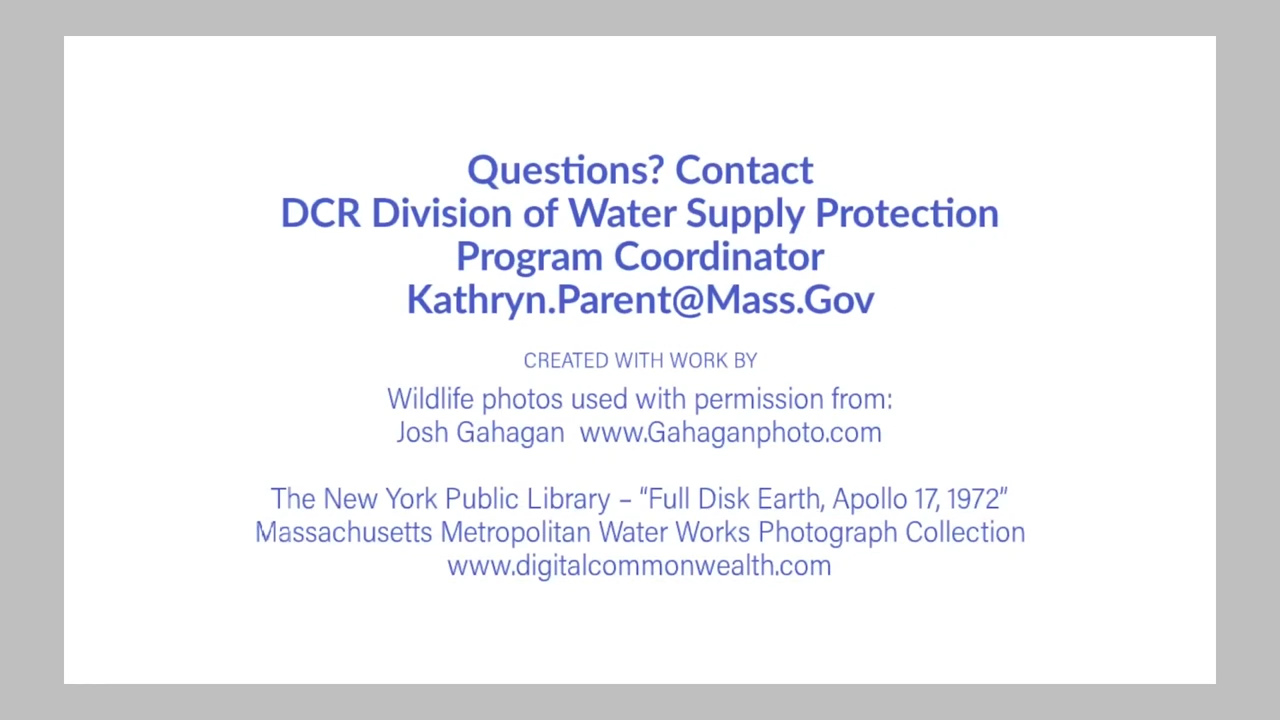 Questions? Contact
DCR Division of Water Supply Protection
Program Coordinator
Kathryn.Parent@Mass.Gov
CREATED WITH WORK BY
Wildlife photos used with permission from:
Josh Gahagan www.Gahaganphoto.com
The New York Public Library – “Full Disk Earth, Apollo 17, 1972”
Massachusetts Metropolitan Water Works Photograph Collection
www.digitalcommonwealth.com